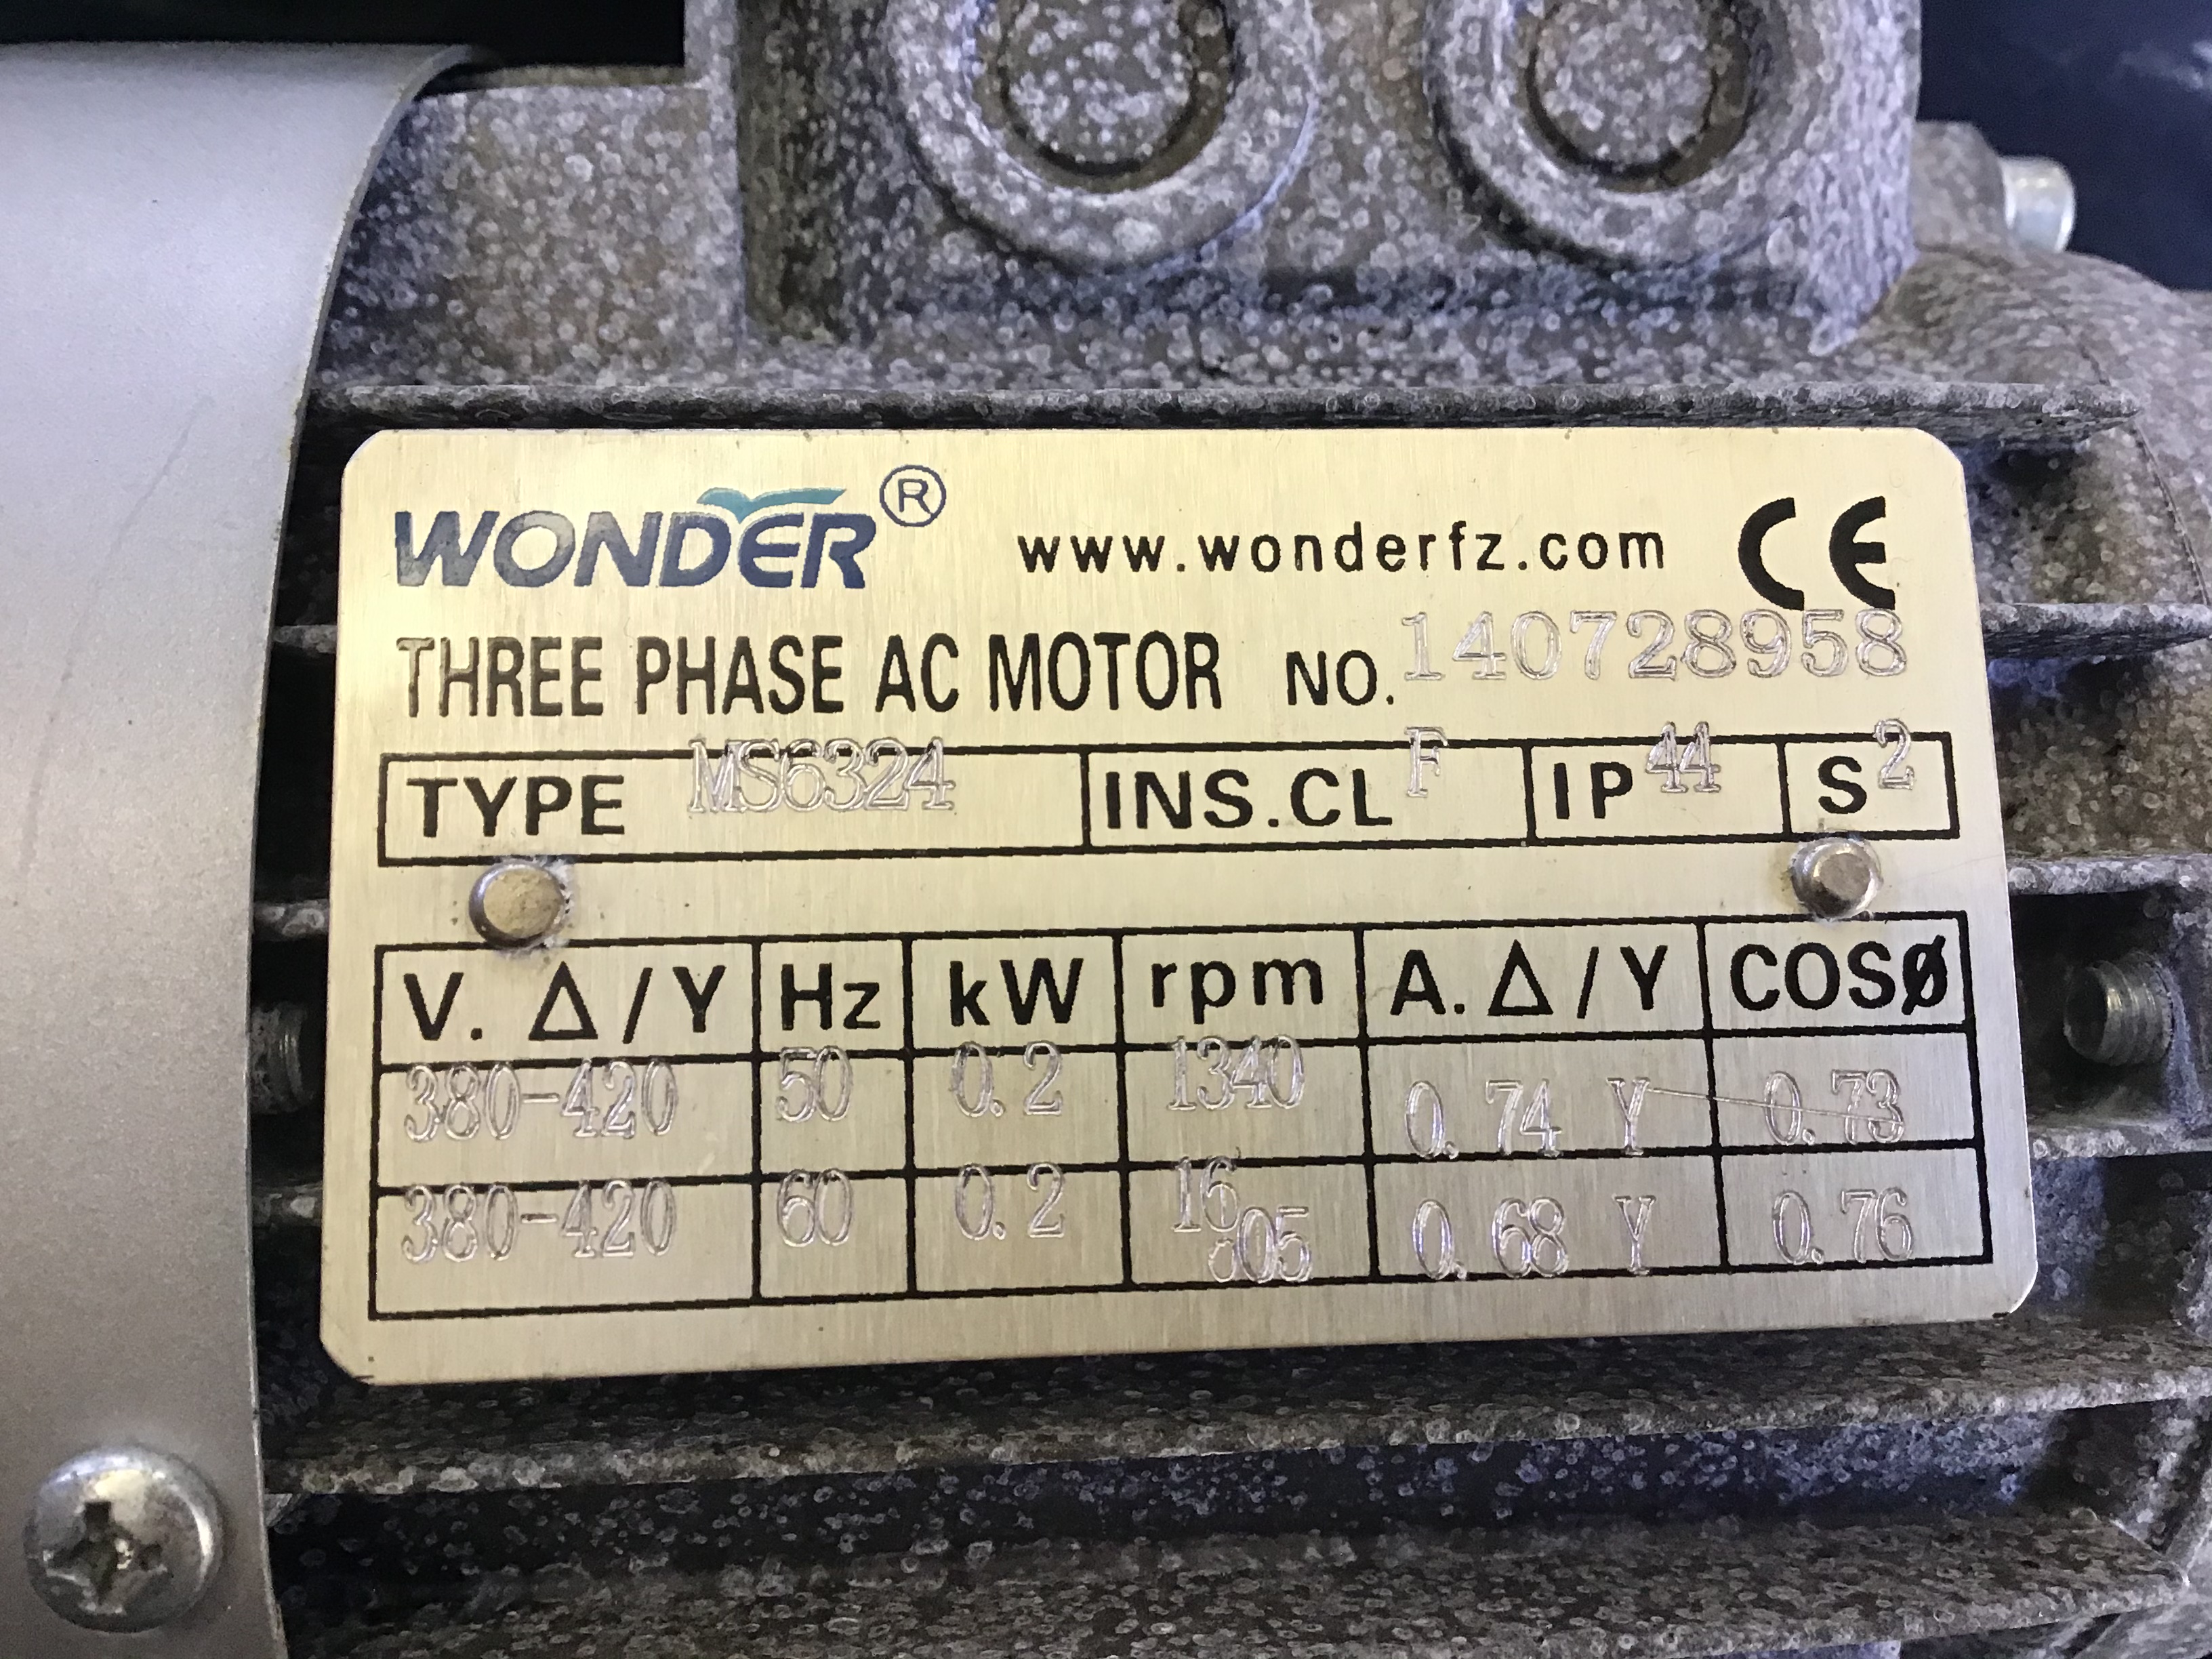 WONDER® www.wonderfz.com CE
THREE PHASE AC MOTOR NO. 140728958
TYPE MS6324 INS.CL F IP 44 S 2
V. Δ/Y Hz kW rpm A. Δ/Y COSØ
380-420 50 0.2 1340 0.74 Y 0.73
380-420 60 0.2 1605 0.68 Y 0.76